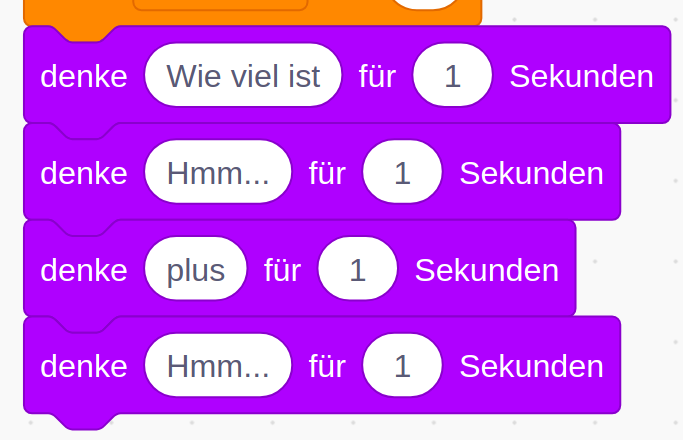 denke Wie viel ist für 1 Sekunden
denke Hmm... für 1 Sekunden
denke plus für 1 Sekunden
denke Hmm... für 1 Sekunden